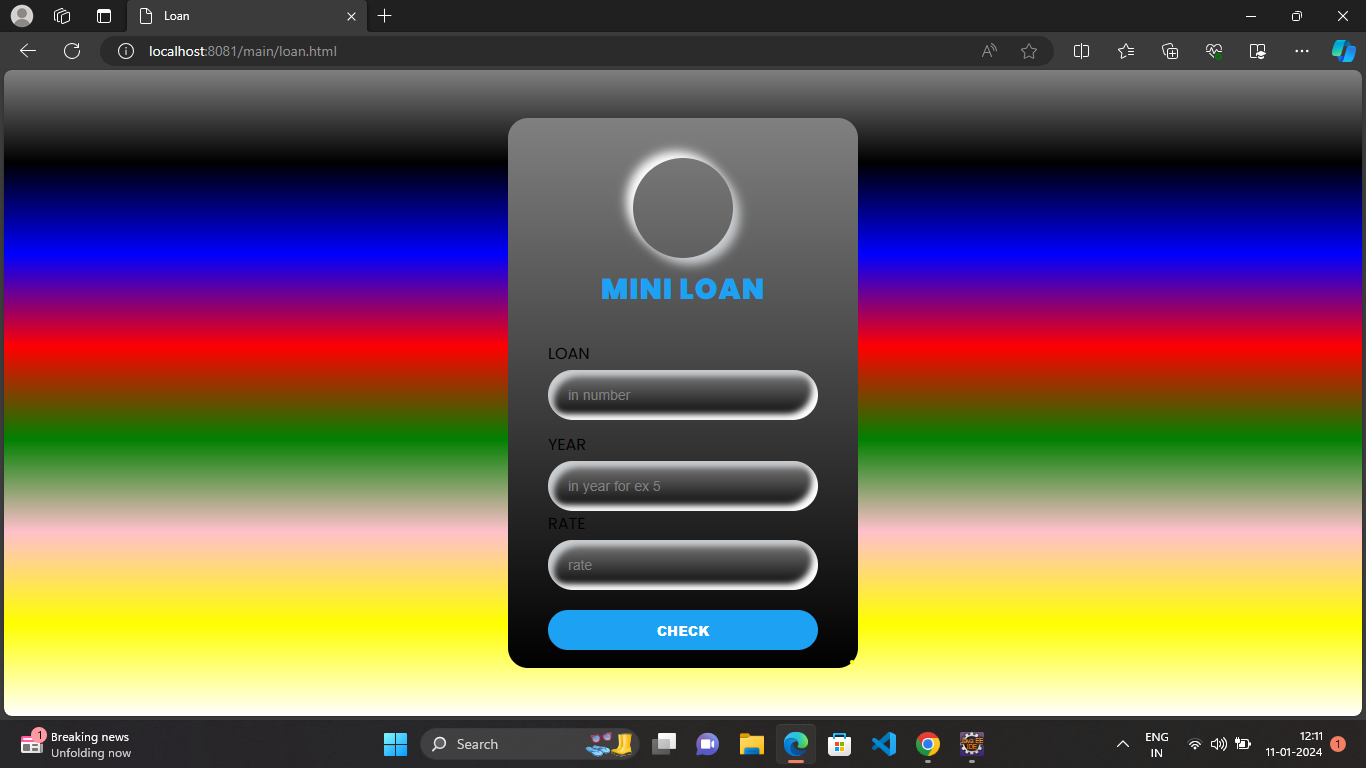 Loan
localhost:8081/main/loan.html
MINI LOAN
LOAN
in number
YEAR
in year for ex 5
RATE
rate
CHECK
1
Breaking news
Unfolding now
Search
ENG
IN
12:11
11-01-2024
1